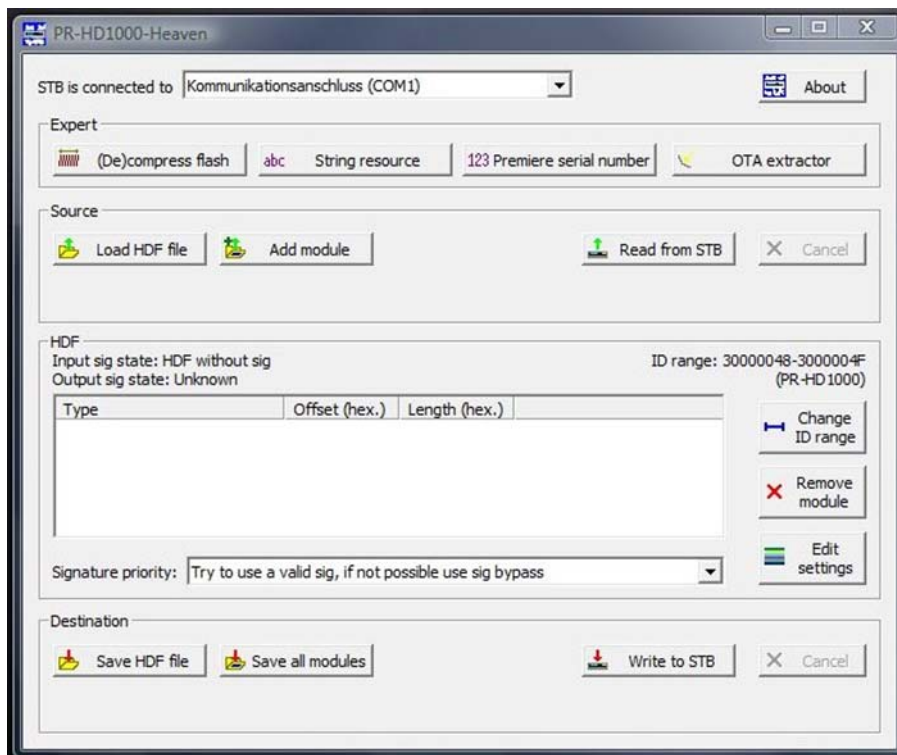 PR-HD1000-Heaven
STB is connected to Kommunikationsanschluss (COM1) About
Expert
(De)compress flash abc String resource 123 Premiere serial number OTA extractor
Source
Load HDF file Add module Read from STB Cancel
HDF
Input sig state: HDF without sig ID range: 30000048-3000004F
Output sig state: Unknown (PR-HD1000)
Type Offset (hex.) Length (hex.)
Change
ID range
Remove
module
Edit
settings
Signature priority: Try to use a valid sig, if not possible use sig bypass
Destination
Save HDF file Save all modules Write to STB Cancel